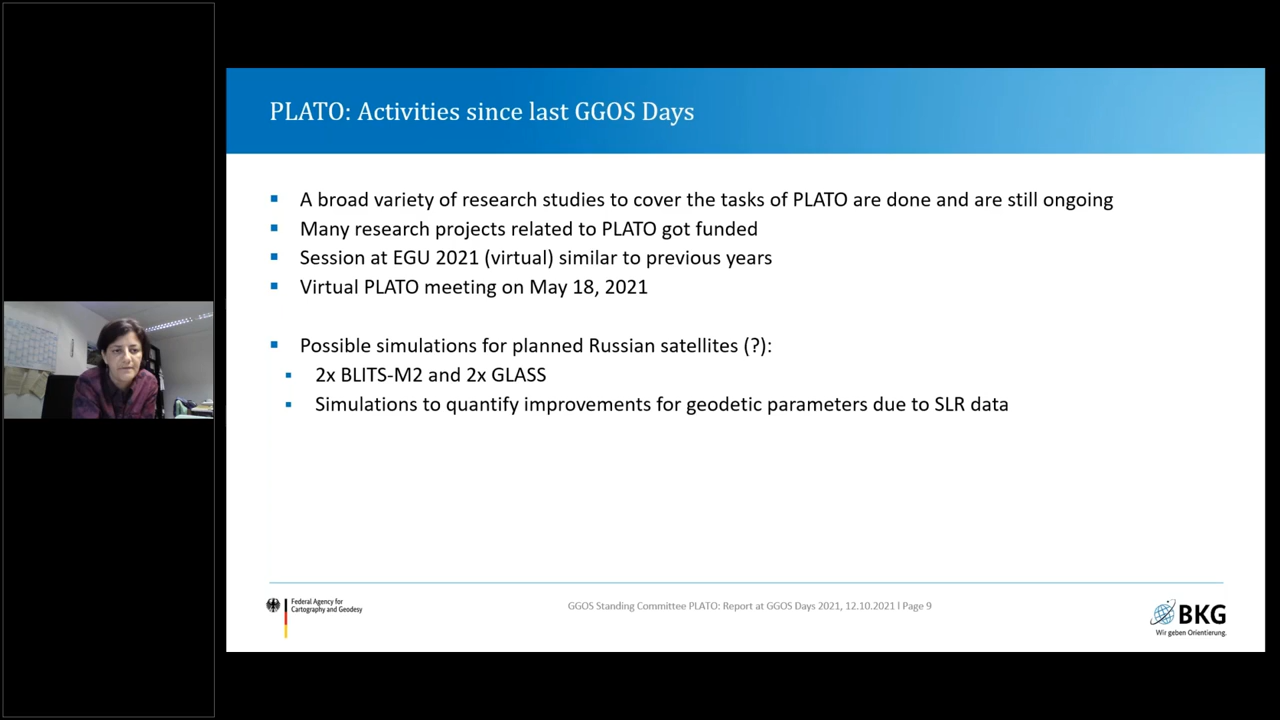 PLATO: Activities since last GGOS Days
▪ A broad variety of research studies to cover the tasks of PLATO are done and are still ongoing
▪ Many research projects related to PLATO got funded
▪ Session at EGU 2021 (virtual) similar to previous years
▪ Virtual PLATO meeting on May 18, 2021
▪ Possible simulations for planned Russian satellites (?):
▪ 2x BLITS-M2 and 2x GLASS
▪ Simulations to quantify improvements for geodetic parameters due to SLR data
Federal Agency for
Cartography and Geodesy
GGOS Standing Committee PLATO: Report at GGOS Days 2021, 12.10.2021 I Page 9
BKG
Wir geben Orientierung.